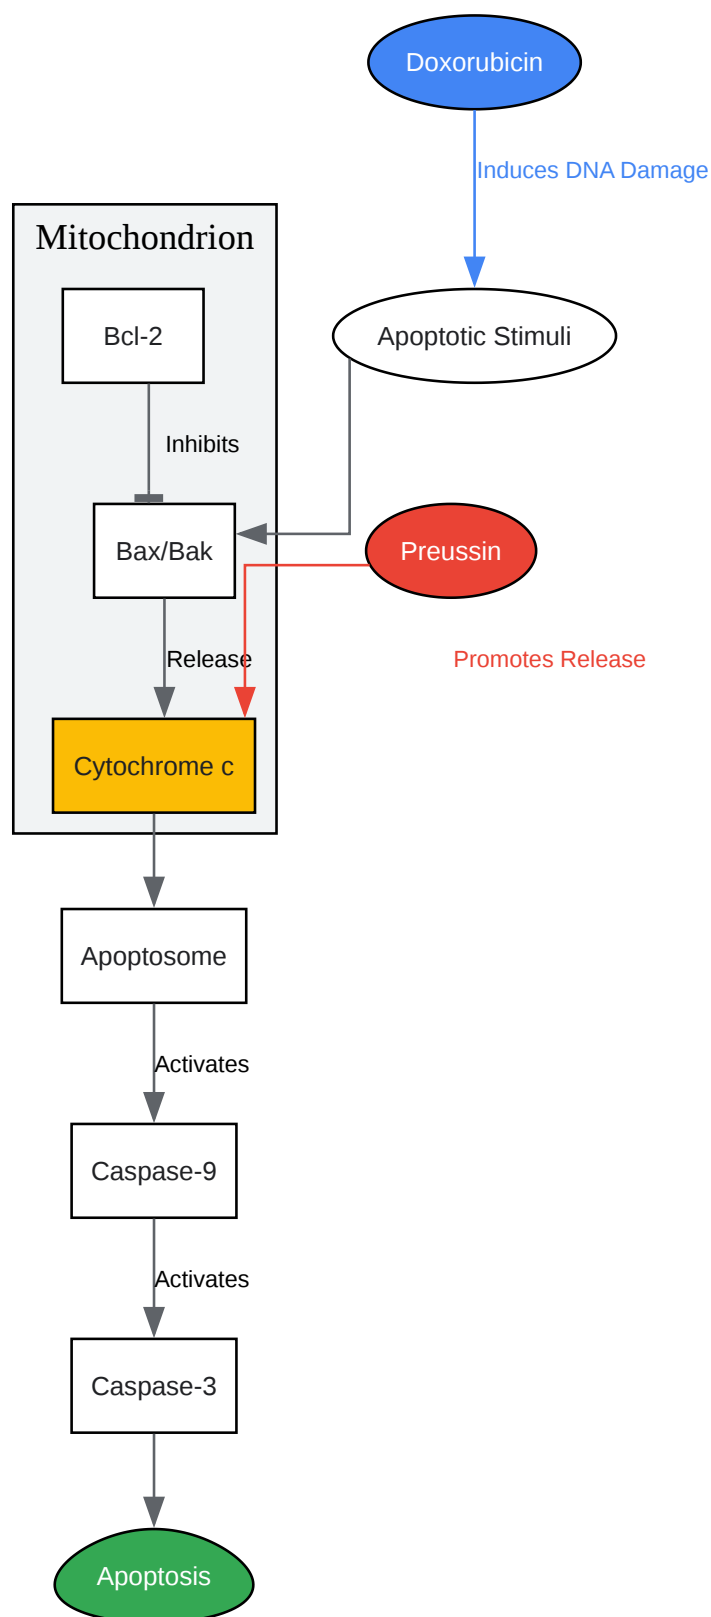 Doxorubicin
Induces DNA Damage
Mitochondrion
Bcl-2
Apoptotic Stimuli
Inhibits
Bax/Bak
Preussin
Release
Promotes Release
Cytochrome c
Apoptosome
Activates
Caspase-9
Activates
Caspase-3
Apoptosis